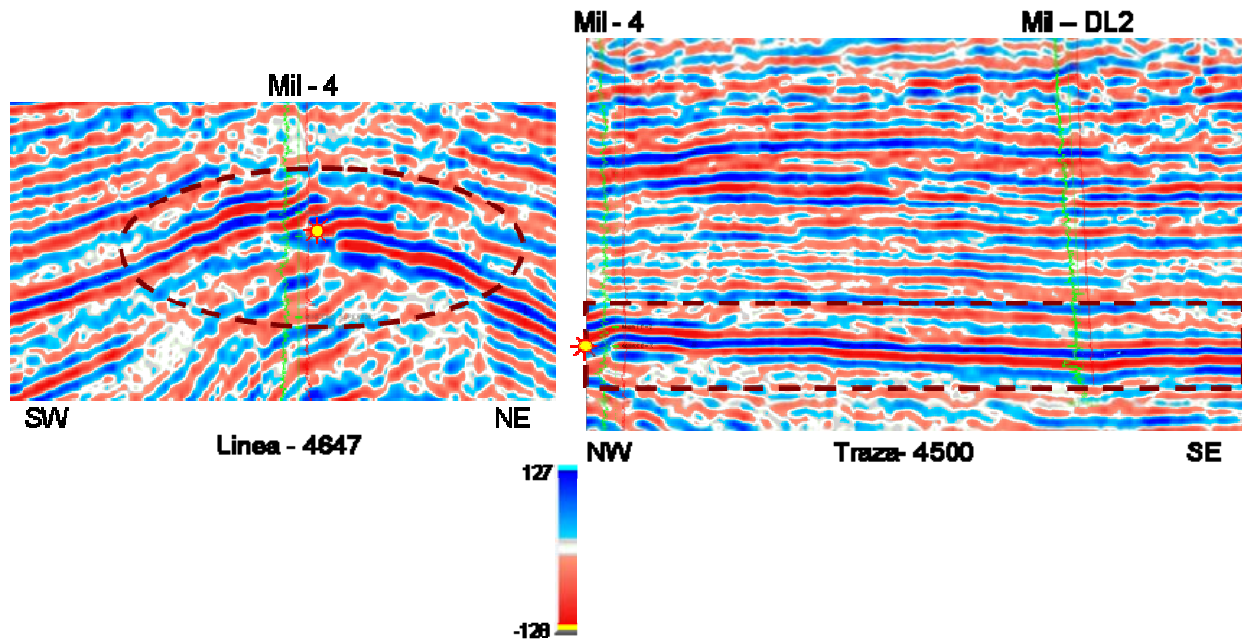 Mil - 4
Mil - 4
Mil – DL2
SW
NE
Linea - 4647
NW
Traza- 4500
SE
127
-128